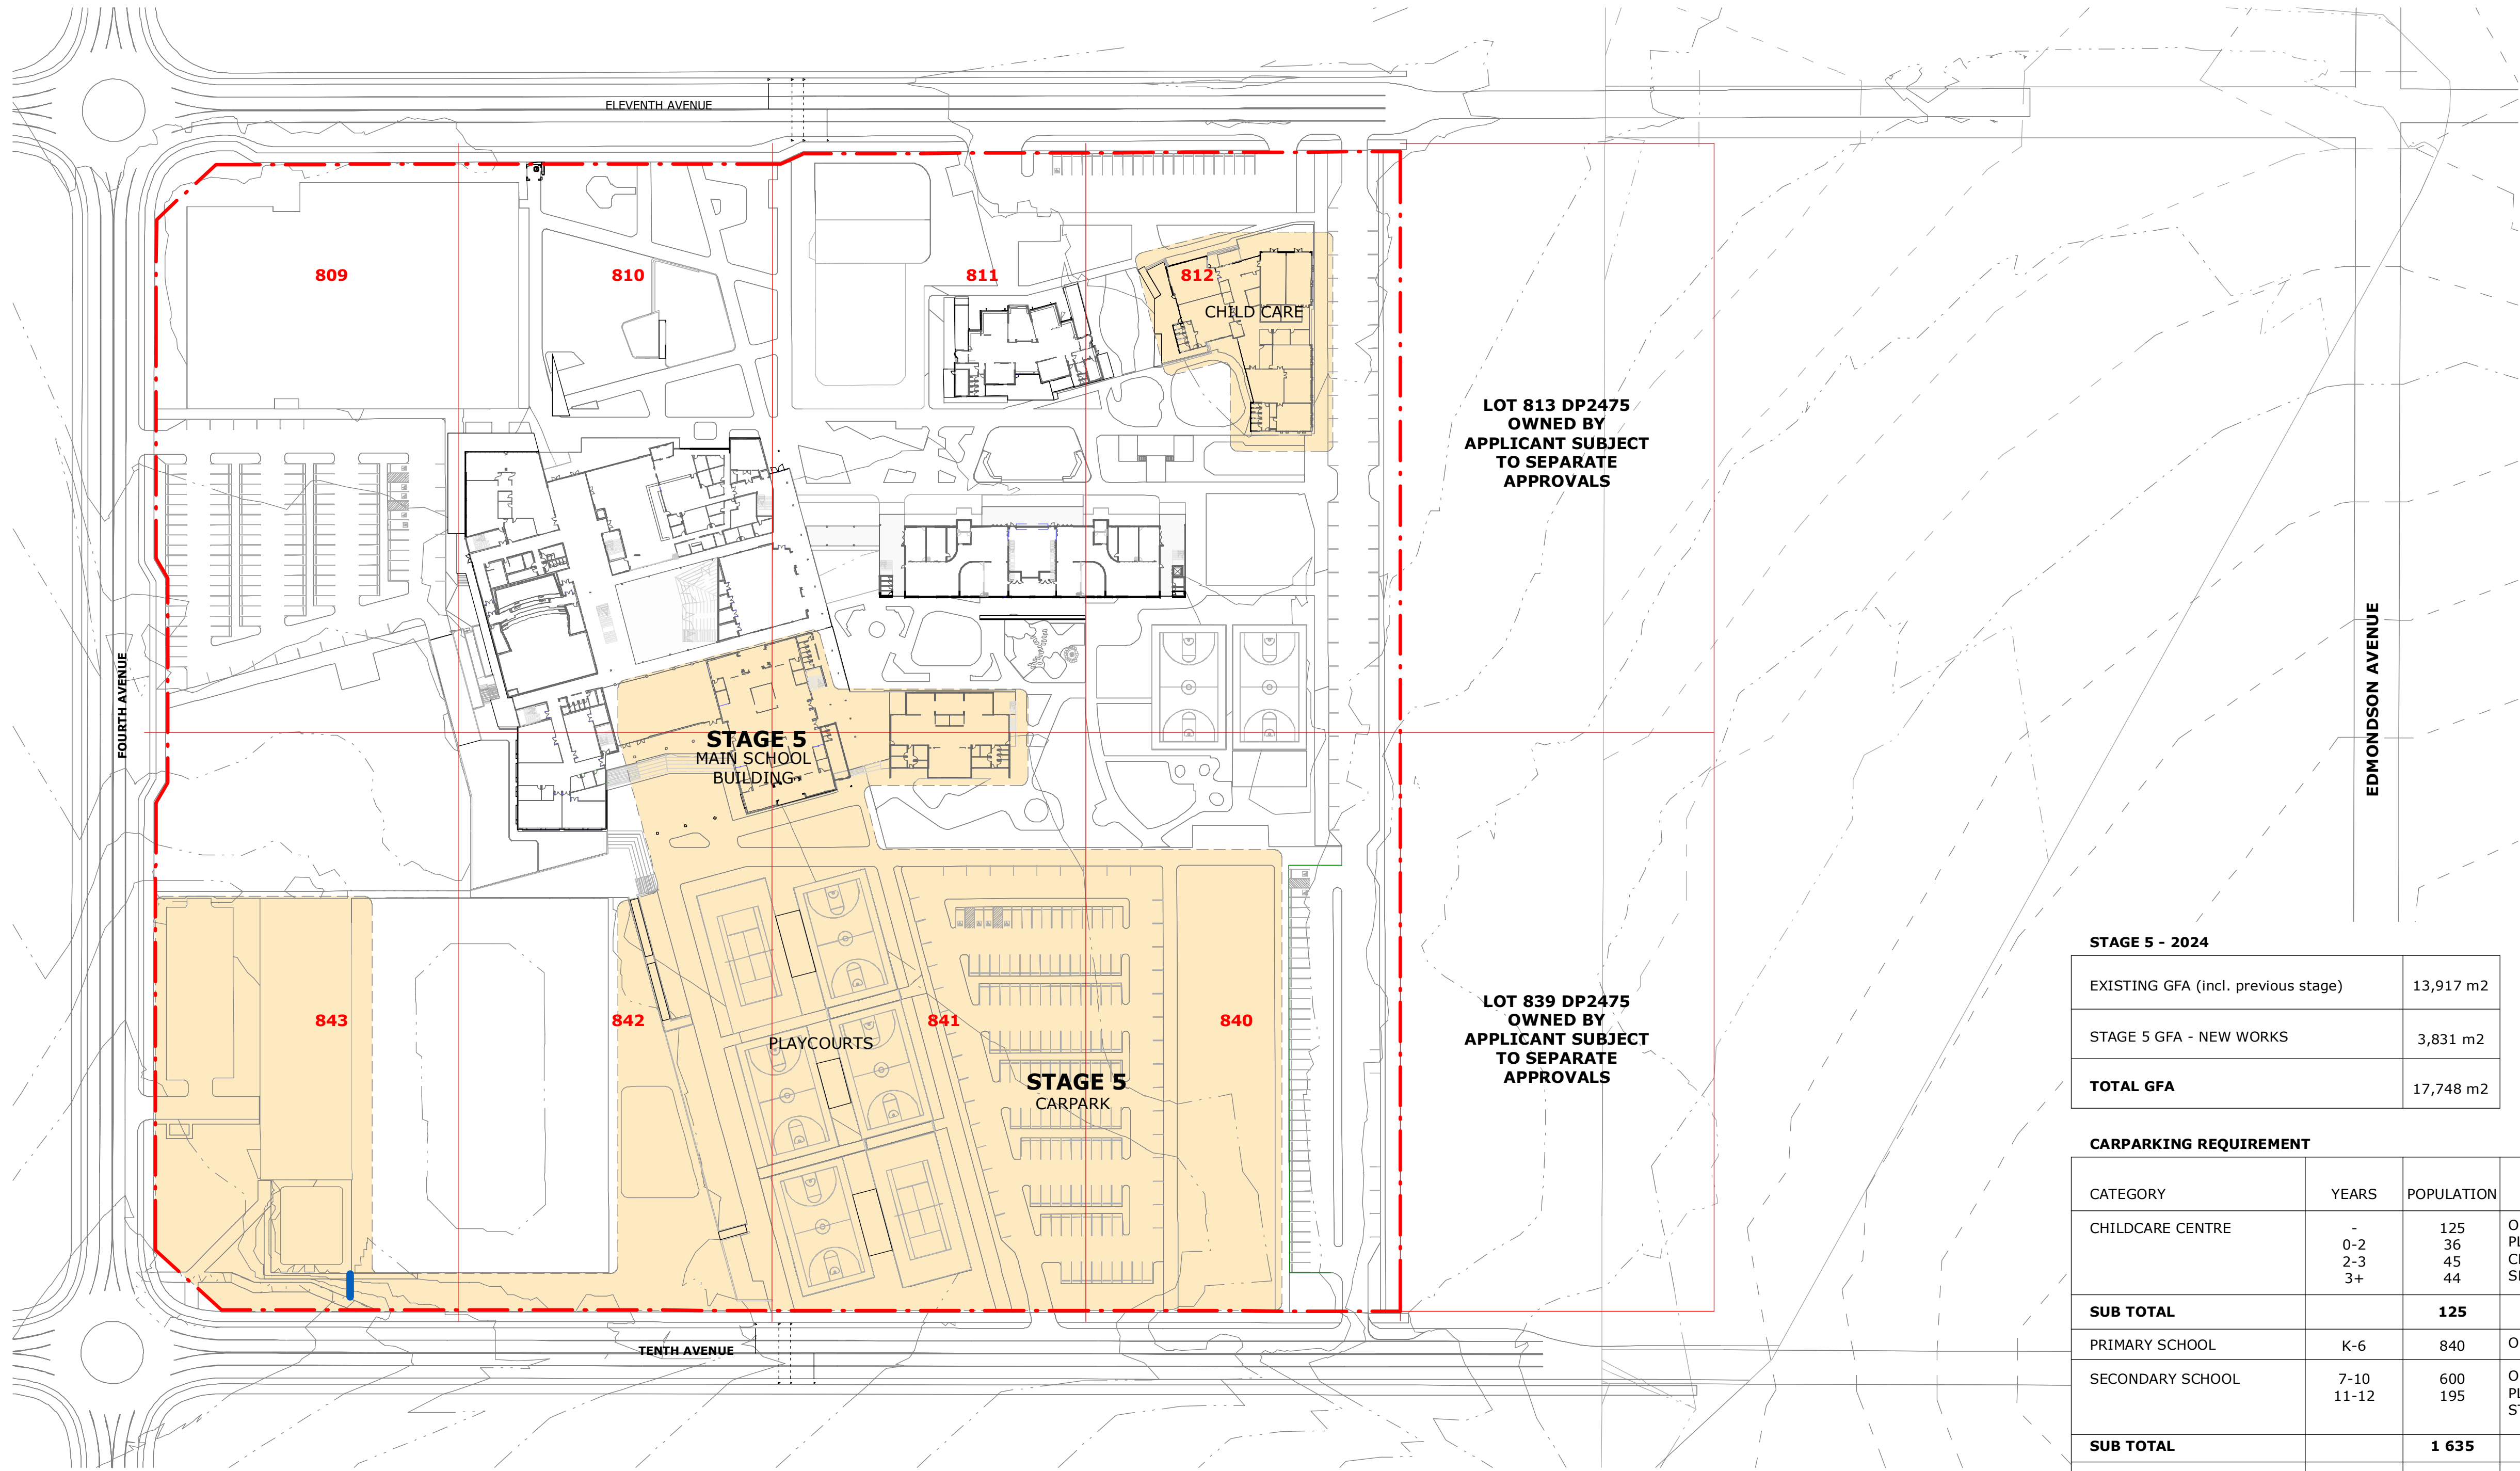 ELEVENTH AVENUE
809
810
811
812
CHILD CARE
LOT 813 DP2475
OWNED BY
APPLICANT SUBJECT
TO SEPARATE
APPROVALS
FOURTH AVENUE
EDMONDSON AVENUE
STAGE 5
MAIN SCHOOL
BUILDING
843
842
841
840
PLAYCOURTS
STAGE 5
CARPARK
LOT 839 DP2475
OWNED BY
APPLICANT SUBJECT
TO SEPARATE
APPROVALS
TENTH AVENUE
STAGE 5 - 2024
EXISTING GFA (incl. previous stage) 13,917 m2
STAGE 5 GFA - NEW WORKS 3,831 m2
TOTAL GFA 17,748 m2
CARPARKING REQUIREMENT
CATEGORY YEARS POPULATION
CHILDCARE CENTRE - 125
0-2 36
2-3 45
3+ 44
SUB TOTAL 125
PRIMARY SCHOOL K-6 840
SECONDARY SCHOOL 7-10 600
11-12 195
SUB TOTAL 1 635